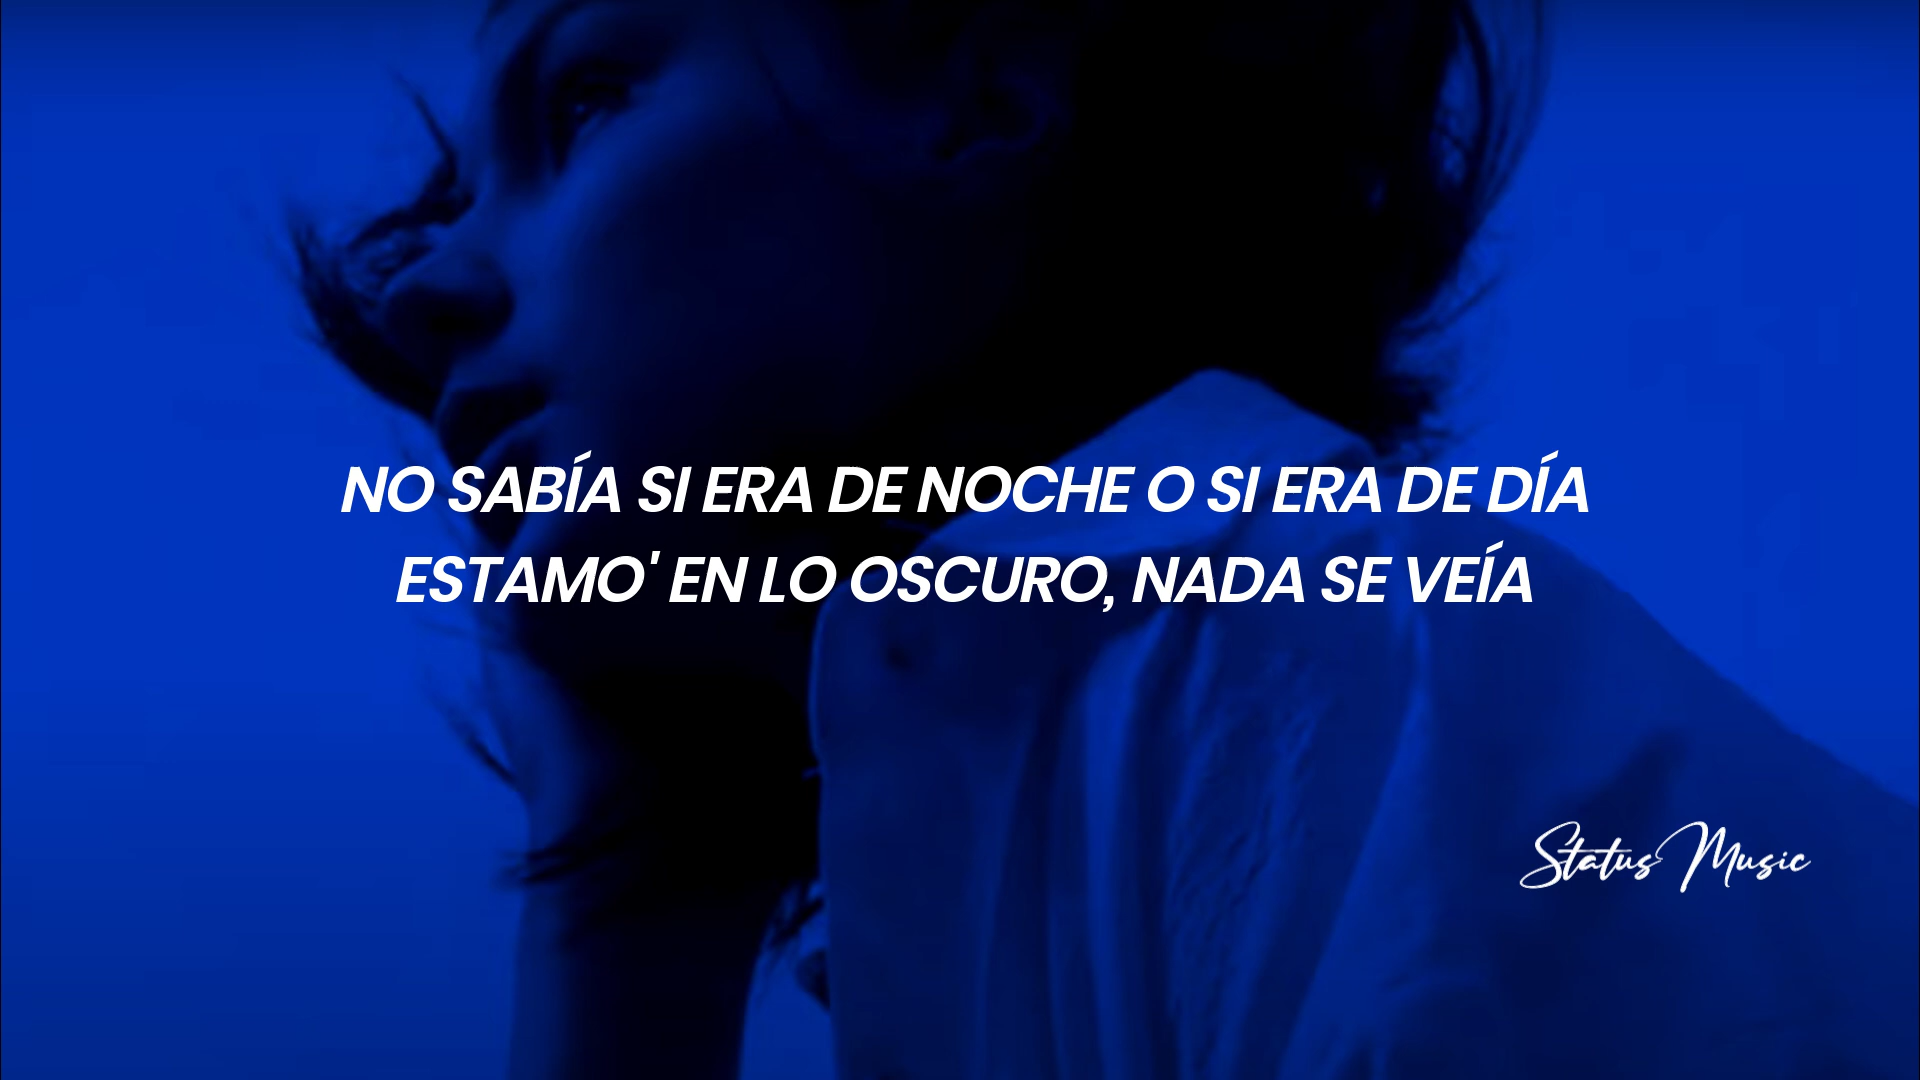 NO SABÍA SI ERA DE NOCHE O SI ERA DE DÍA
ESTAMO' EN LO OSCURO, NADA SE VEÍA
Status Music